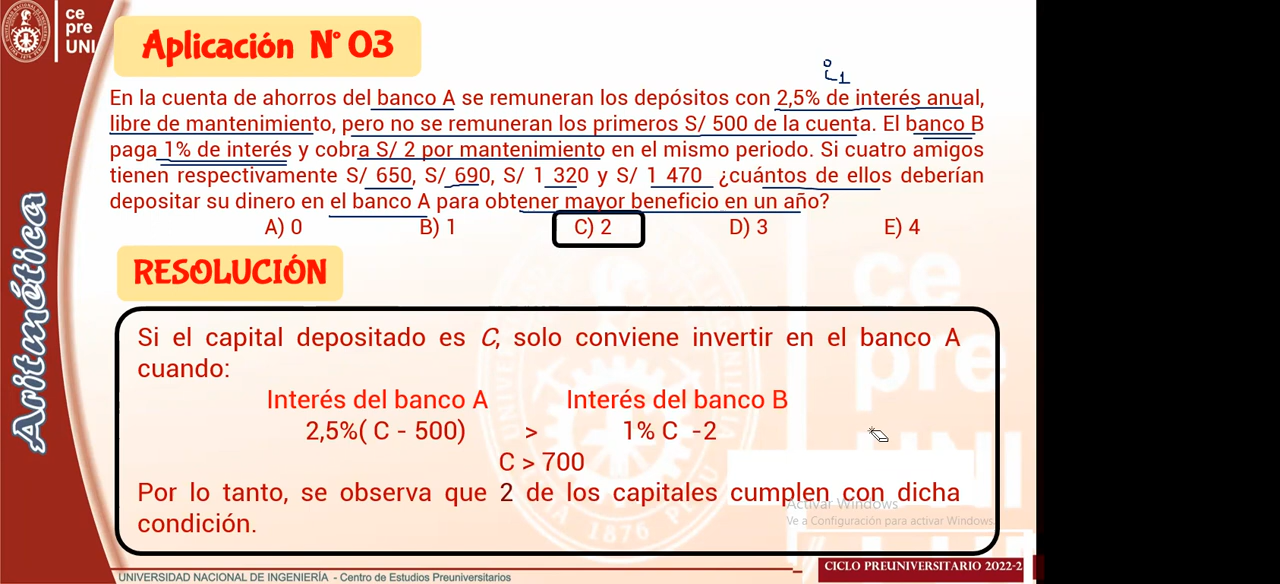 ce
pre
UNI
Aplicación N° 03
i1
En la cuenta de ahorros del banco A se remuneran los depósitos con 2,5% de interés anual,
libre de mantenimiento, pero no se remuneran los primeros S/ 500 de la cuenta. El banco B
paga 1% de interés y cobra S/ 2 por mantenimiento en el mismo periodo. Si cuatro amigos
tienen respectivamente S/ 650, S/ 690, S/ 1 320 y S/ 1 470 ¿cuántos de ellos deberían
depositar su dinero en el banco A para obtener mayor beneficio en un año?
A) 0 B) 1 C) 2 D) 3 E) 4
RESOLUCIÓN
Aritmética
Si el capital depositado es C, solo conviene invertir en el banco A
cuando:
Interés del banco A Interés del banco B
2,5%( C - 500) > 1% C -2
C > 700
Por lo tanto, se observa que 2 de los capitales cumplen con dicha
condición.
ce
pre
UNI
1876
Activar Windows
Ve a Configuración para activar Windows.
UNIVERSIDAD NACIONAL DE INGENIERÍA - Centro de Estudios Preuniversitarios
CICLO PREUNIVERSITARIO 2022-2